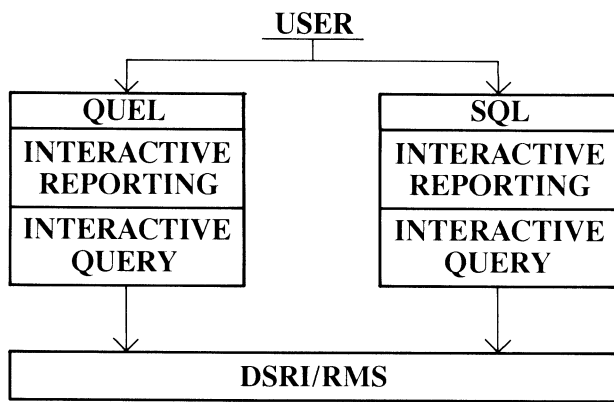 USER
QUEL
INTERACTIVE
REPORTING
INTERACTIVE
QUERY
SQL
INTERACTIVE
REPORTING
INTERACTIVE
QUERY
DSRI/RMS